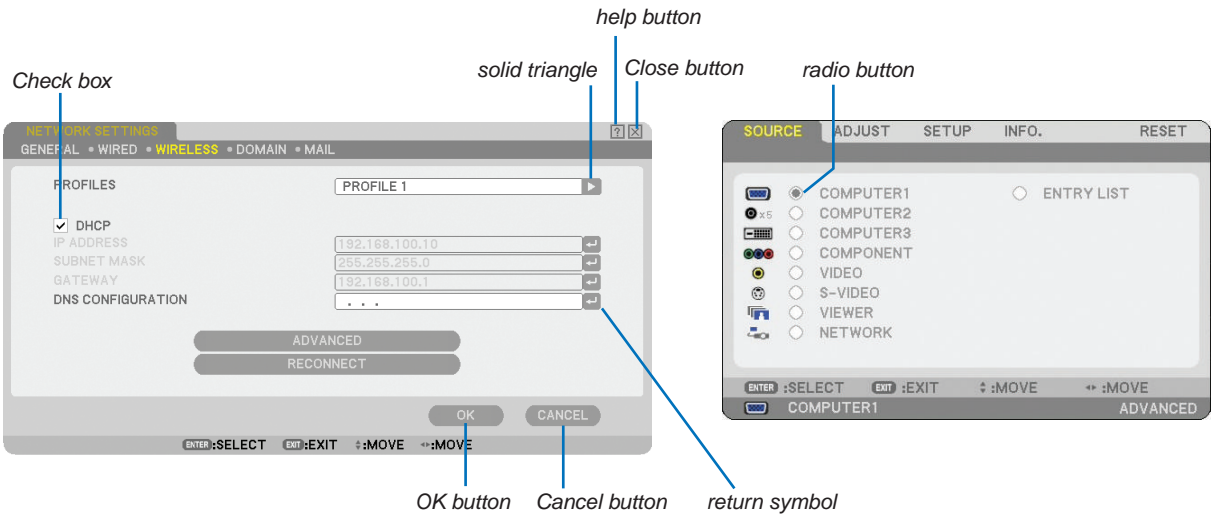 help button
Check box
solid triangle
Close button
radio button
NETWORK SETTINGS
?
GENERAL • WIRED • WIRELESS • DOMAIN • MAIL
PROFILES
PROFILE 1
DHCP
IP ADDRESS
192.168.100.10
SUBNET MASK
255.255.255.0
GATEWAY
192.168.100.1
DNS CONFIGURATION
. . .
ADVANCED
RECONNECT
OK
CANCEL
ENTER :SELECT EXIT :EXIT :MOVE :MOVE
OK button
Cancel button
return symbol
SOURCE ADJUST SETUP INFO. RESET
COMPUTER1
ENTRY LIST
x5
COMPUTER2
COMPUTER3
COMPONENT
VIDEO
S-VIDEO
VIEWER
NETWORK
ENTER :SELECT EXIT :EXIT :MOVE :MOVE
COMPUTER1
ADVANCED